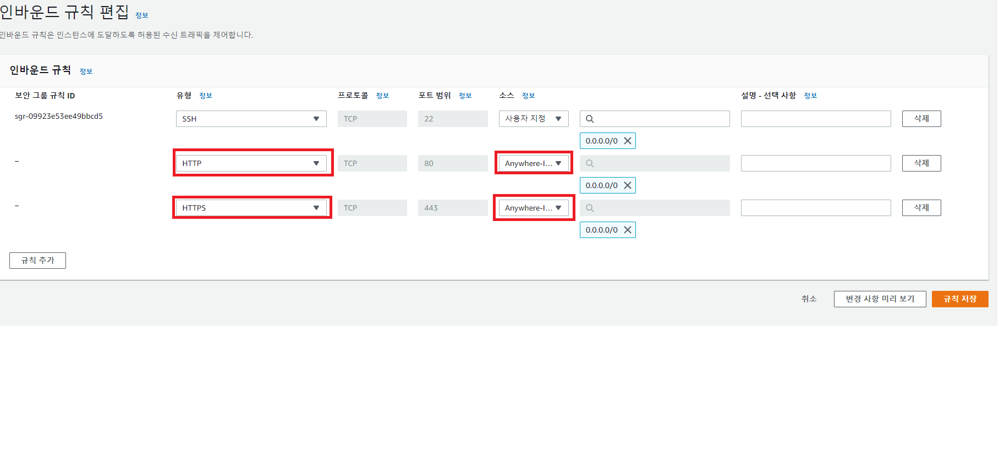 인바운드 규칙 편집 정보
인바운드 규칙은 인스턴스에 도달하도록 허용된 수신 트래픽을 제어합니다.
인바운드 규칙 정보
보안 그룹 규칙 ID 유형 정보 프로토콜 정보 포트 범위 정보 소스 정보 설명 - 선택 사항 정보
sgr-09923e53ee49bbcd5 SSH TCP 22 사용자 지정 삭제
0.0.0.0/0
– HTTP TCP 80 Anywhere-I... 삭제
0.0.0.0/0
– HTTPS TCP 443 Anywhere-I... 삭제
0.0.0.0/0
규칙 추가
취소 변경 사항 미리 보기 규칙 저장